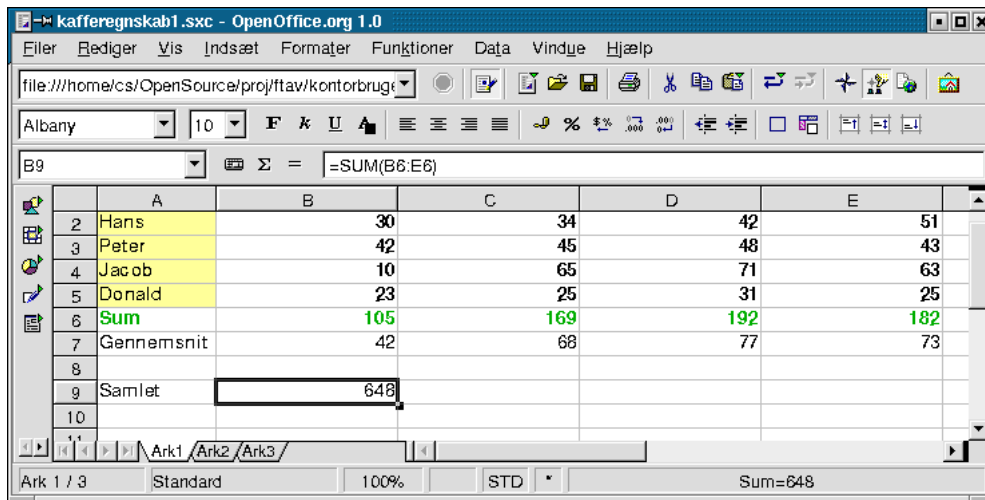 kafferegnskab1.sxc - OpenOffice.org 1.0
Filer Rediger Vis Indsæt Formater Funktioner Data Vindue Hjælp
file:///home/cs/OpenSource/proj/ftav/kontorbruge
Albany 10 F k U A
B9 Σ = =SUM(B6:E6)
A B C D E
2 Hans 30 34 42 51
3 Peter 42 45 48 43
4 Jacob 10 65 71 63
5 Donald 23 25 31 25
6 Sum 105 169 192 182
7 Gennemsnit 42 68 77 73
8
9 Samlet 648
10
11
Ark1 Ark2 Ark3
Ark 1 / 3 Standard 100% STD * Sum=648